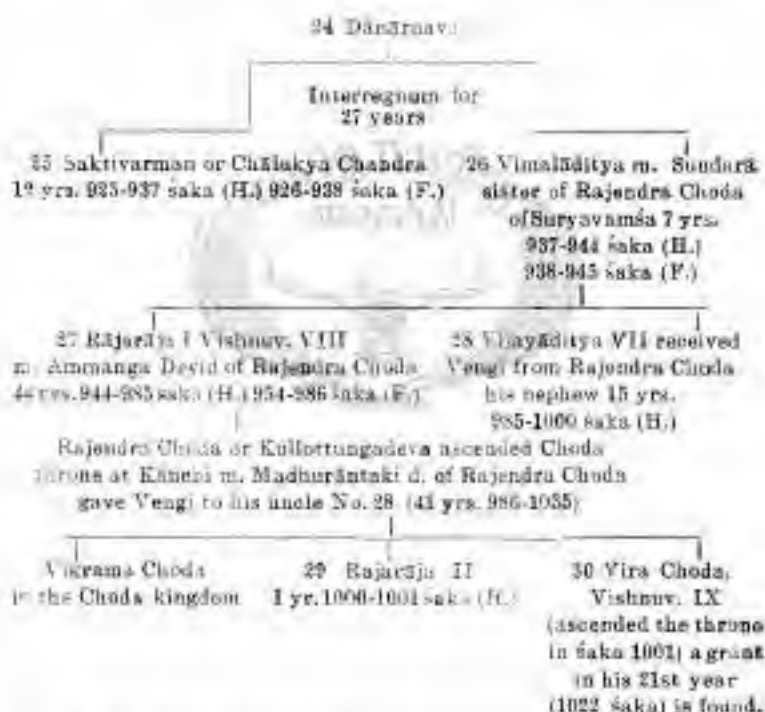 24 Dānārnava
Interregnum for
27 years
25 Saktivarman or Chālukya Chandra
12 yrs. 925-937 śaka (H.) 926-938 śaka (F.)
26 Vimalāditya m. Sundarā
sister of Rajendra Choda
of Suryavamśa 7 yrs.
937-944 śaka (H.)
938-945 śaka (F.)
27 Rājarāja I Vishnuv. VIII
m. Ammanga Devi d. of Rajendra Choda
44 yrs. 944-985 saka (H.) 954-986 śaka (F.)
28 Vijayāditya VII received
Vengi from Rajendra Choda
his nephew 15 yrs.
985-1000 śaka (H.)
Rajendra Choda or Kullottungadeva ascended Choda
throne at Kānchi m. Madhurāntaki d. of Rajendra Choda
gave Vengi to his uncle No. 28 (41 yrs. 986-1035)
Vikrama Choda
in the Choda kingdom
29 Rajarāja II
1 yr. 1000-1001 saka (H.)
30 Vira Choda,
Vishnuv. IX
(ascended the throne
in śaka 1001) a grant
in his 21st year
(1022 śaka) is found.